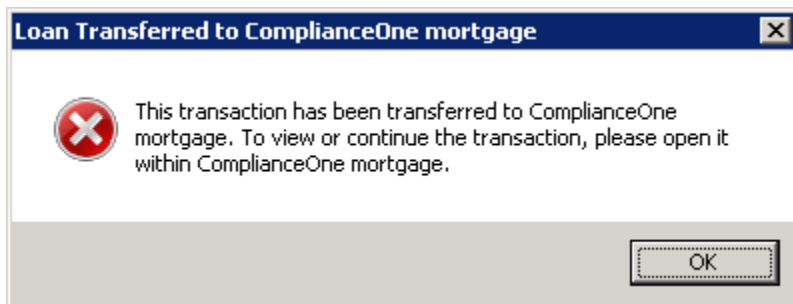 Loan Transferred to ComplianceOne mortgage
This transaction has been transferred to ComplianceOne
mortgage. To view or continue the transaction, please open it
within ComplianceOne mortgage.
OK